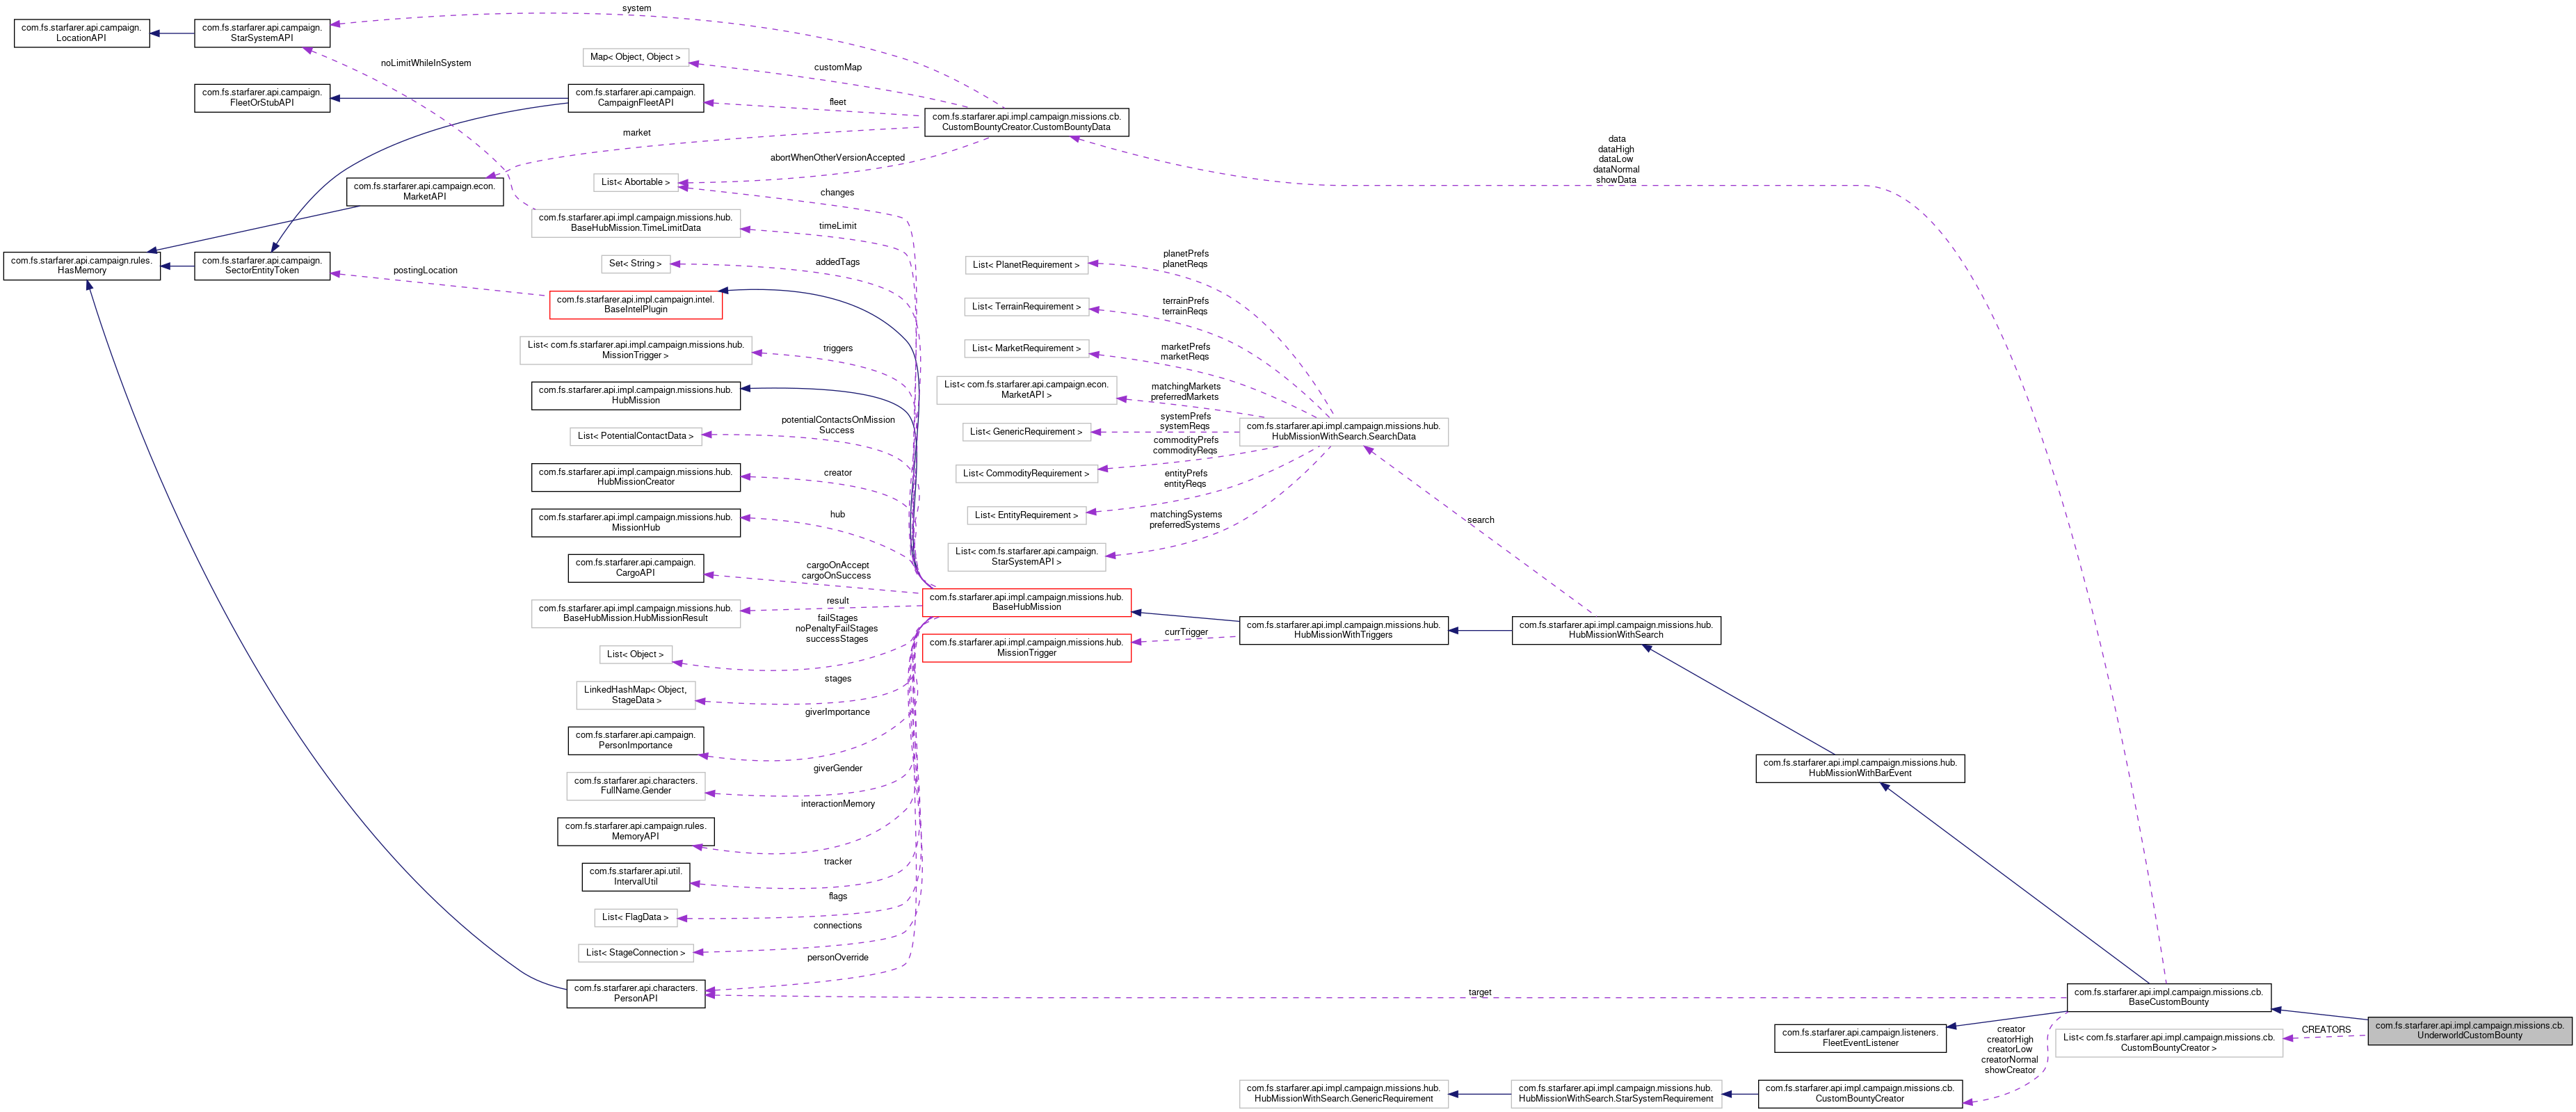 system
com.fs.starfarer.api.campaign.
LocationAPI
com.fs.starfarer.api.campaign.
StarSystemAPI
noLimitWhileInSystem
Map< Object, Object >
customMap
com.fs.starfarer.api.campaign.
FleetOrStubAPI
com.fs.starfarer.api.campaign.
CampaignFleetAPI
fleet
com.fs.starfarer.api.impl.campaign.missions.cb.
CustomBountyCreator.CustomBountyData
market
abortWhenOtherVersionAccepted
data
dataHigh
dataLow
dataNormal
showData
com.fs.starfarer.api.campaign.econ.
MarketAPI
List< Abortable >
changes
com.fs.starfarer.api.impl.campaign.missions.hub.
BaseHubMission.TimeLimitData
timeLimit
com.fs.starfarer.api.campaign.rules.
HasMemory
com.fs.starfarer.api.campaign.
SectorEntityToken
postingLocation
Set< String >
addedTags
com.fs.starfarer.api.impl.campaign.intel.
BaseIntelPlugin
List< com.fs.starfarer.api.impl.campaign.missions.hub.
MissionTrigger >
triggers
com.fs.starfarer.api.impl.campaign.missions.hub.
HubMission
List< PotentialContactData >
potentialContactsOnMission
Success
com.fs.starfarer.api.impl.campaign.missions.hub.
HubMissionCreator
creator
com.fs.starfarer.api.impl.campaign.missions.hub.
MissionHub
hub
com.fs.starfarer.api.campaign.
CargoAPI
cargoOnAccept
cargoOnSuccess
com.fs.starfarer.api.impl.campaign.missions.hub.
BaseHubMission.HubMissionResult
result
List< Object >
failStages
noPenaltyFailStages
successStages
LinkedHashMap< Object,
StageData >
stages
com.fs.starfarer.api.campaign.
PersonImportance
giverImportance
com.fs.starfarer.api.characters.
FullName.Gender
giverGender
com.fs.starfarer.api.campaign.rules.
MemoryAPI
interactionMemory
com.fs.starfarer.api.util.
IntervalUtil
tracker
List< FlagData >
flags
List< StageConnection >
connections
com.fs.starfarer.api.characters.
PersonAPI
personOverride
List< PlanetRequirement >
planetPrefs
planetReqs
List< TerrainRequirement >
terrainPrefs
terrainReqs
List< MarketRequirement >
marketPrefs
marketReqs
List< com.fs.starfarer.api.campaign.econ.
MarketAPI >
matchingMarkets
preferredMarkets
List< GenericRequirement >
systemPrefs
systemReqs
List< CommodityRequirement >
commodityPrefs
commodityReqs
List< EntityRequirement >
entityPrefs
entityReqs
List< com.fs.starfarer.api.campaign.
StarSystemAPI >
matchingSystems
preferredSystems
com.fs.starfarer.api.impl.campaign.missions.hub.
HubMissionWithSearch.SearchData
search
com.fs.starfarer.api.impl.campaign.missions.hub.
BaseHubMission
com.fs.starfarer.api.impl.campaign.missions.hub.
MissionTrigger
currTrigger
com.fs.starfarer.api.impl.campaign.missions.hub.
HubMissionWithTriggers
com.fs.starfarer.api.impl.campaign.missions.hub.
HubMissionWithSearch
com.fs.starfarer.api.impl.campaign.missions.hub.
HubMissionWithBarEvent
target
com.fs.starfarer.api.impl.campaign.missions.cb.
BaseCustomBounty
com.fs.starfarer.api.campaign.listeners.
FleetEventListener
creator
creatorHigh
creatorLow
creatorNormal
showCreator
List< com.fs.starfarer.api.impl.campaign.missions.cb.
CustomBountyCreator >
CREATORS
com.fs.starfarer.api.impl.campaign.missions.cb.
UnderworldCustomBounty
com.fs.starfarer.api.impl.campaign.missions.hub.
HubMissionWithSearch.GenericRequirement
com.fs.starfarer.api.impl.campaign.missions.hub.
HubMissionWithSearch.StarSystemRequirement
com.fs.starfarer.api.impl.campaign.missions.cb.
CustomBountyCreator